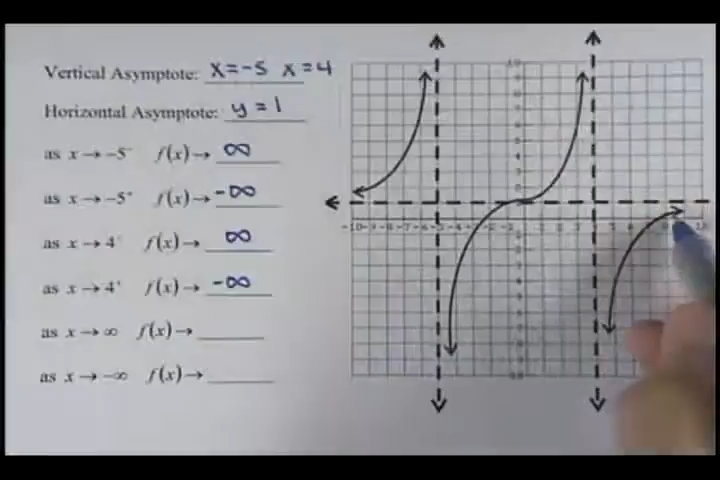 Vertical Asymptote: x=-5 x=4
Horizontal Asymptote: y=1
as x→-5⁻ f(x)→ ∞
as x→-5⁺ f(x)→ -∞
as x→4⁻ f(x)→ ∞
as x→4⁺ f(x)→ -∞
as x→∞ f(x)→
as x→-∞ f(x)→